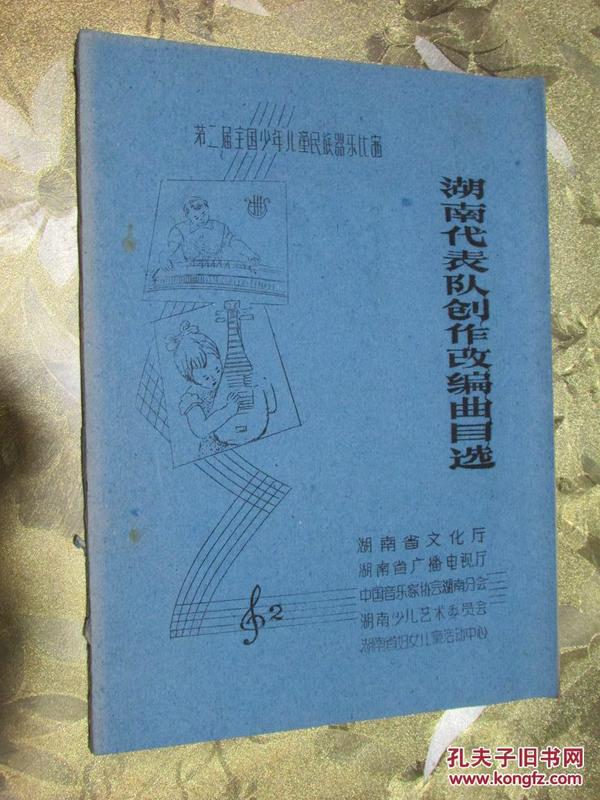 第二届全国少年儿童民族器乐比赛
湖南代表队创作改编曲目选
湖南省文化厅
湖南省广播电视厅
中国音乐家协会湖南分会
湖南少儿艺术委员会
湖南省妇女儿童活动中心
2
孔夫子旧书网
www.kongfz.com